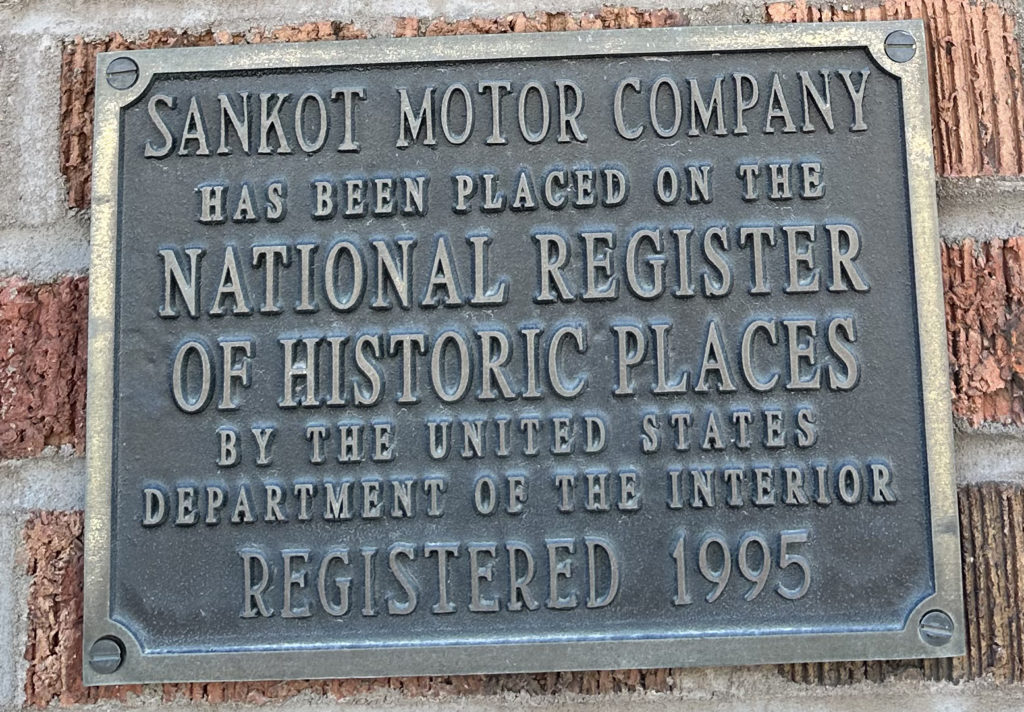 SANKOT MOTOR COMPANY
HAS BEEN PLACED ON THE
NATIONAL REGISTER
OF HISTORIC PLACES
BY THE UNITED STATES
DEPARTMENT OF THE INTERIOR
REGISTERED 1995